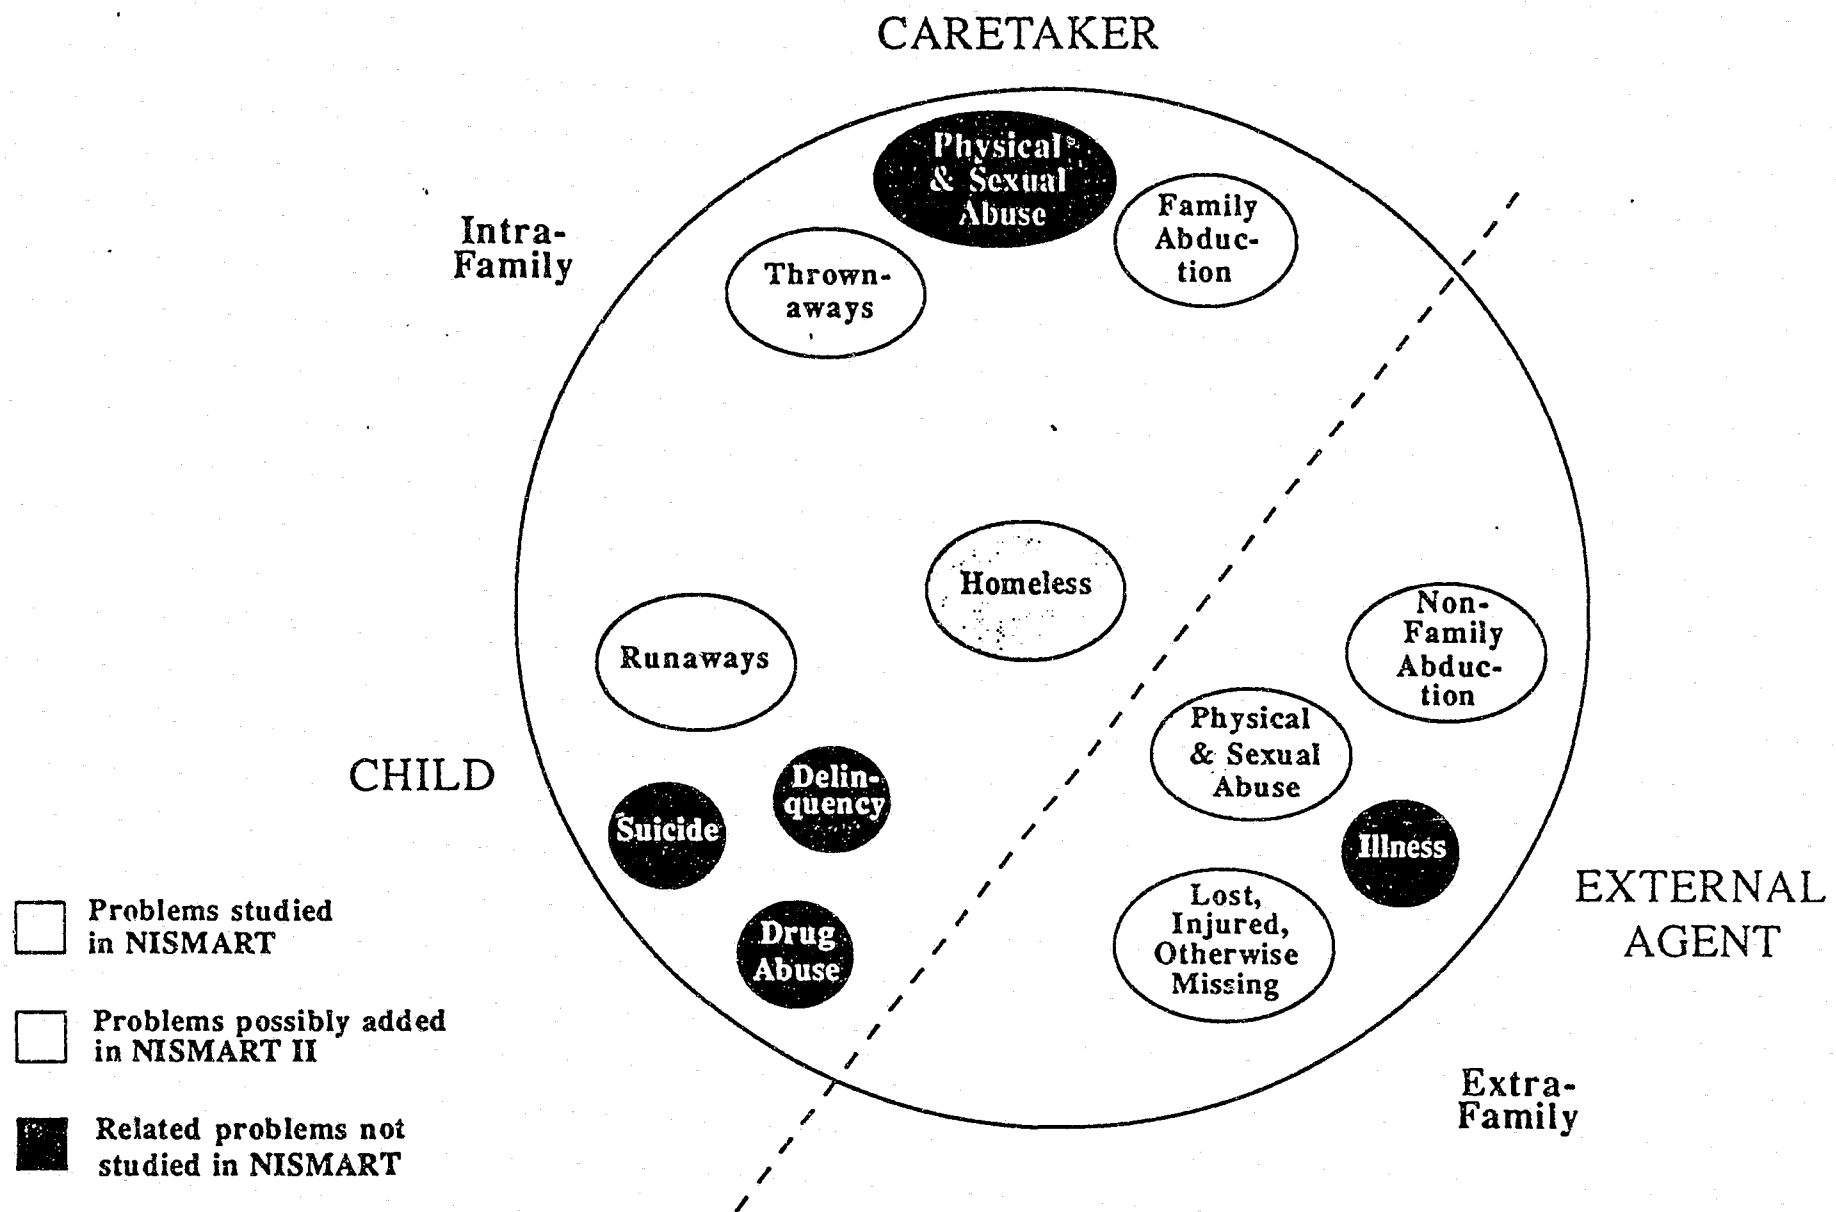 CARETAKER
Physical
& Sexual
Abuse
Family
Abduc-
tion
Intra-
Family
Thrown-
aways
Homeless
Runaways
Non-
Family
Abduc-
tion
Physical
& Sexual
Abuse
CHILD
Delin-
quency
Suicide
Illness
Drug
Abuse
Lost,
Injured,
Otherwise
Missing
EXTERNAL
AGENT
Extra-
Family
Problems studied
in NISMART
Problems possibly added
in NISMART II
Related problems not
studied in NISMART